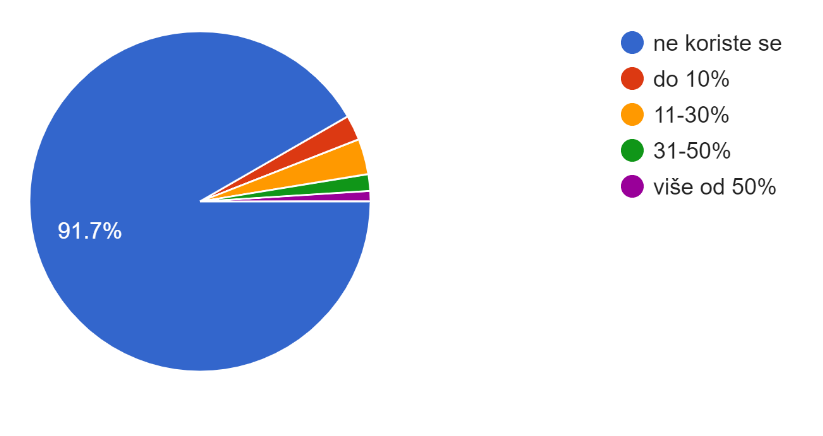 ne koriste se
do 10%
11-30%
31-50%
više od 50%
91.7%